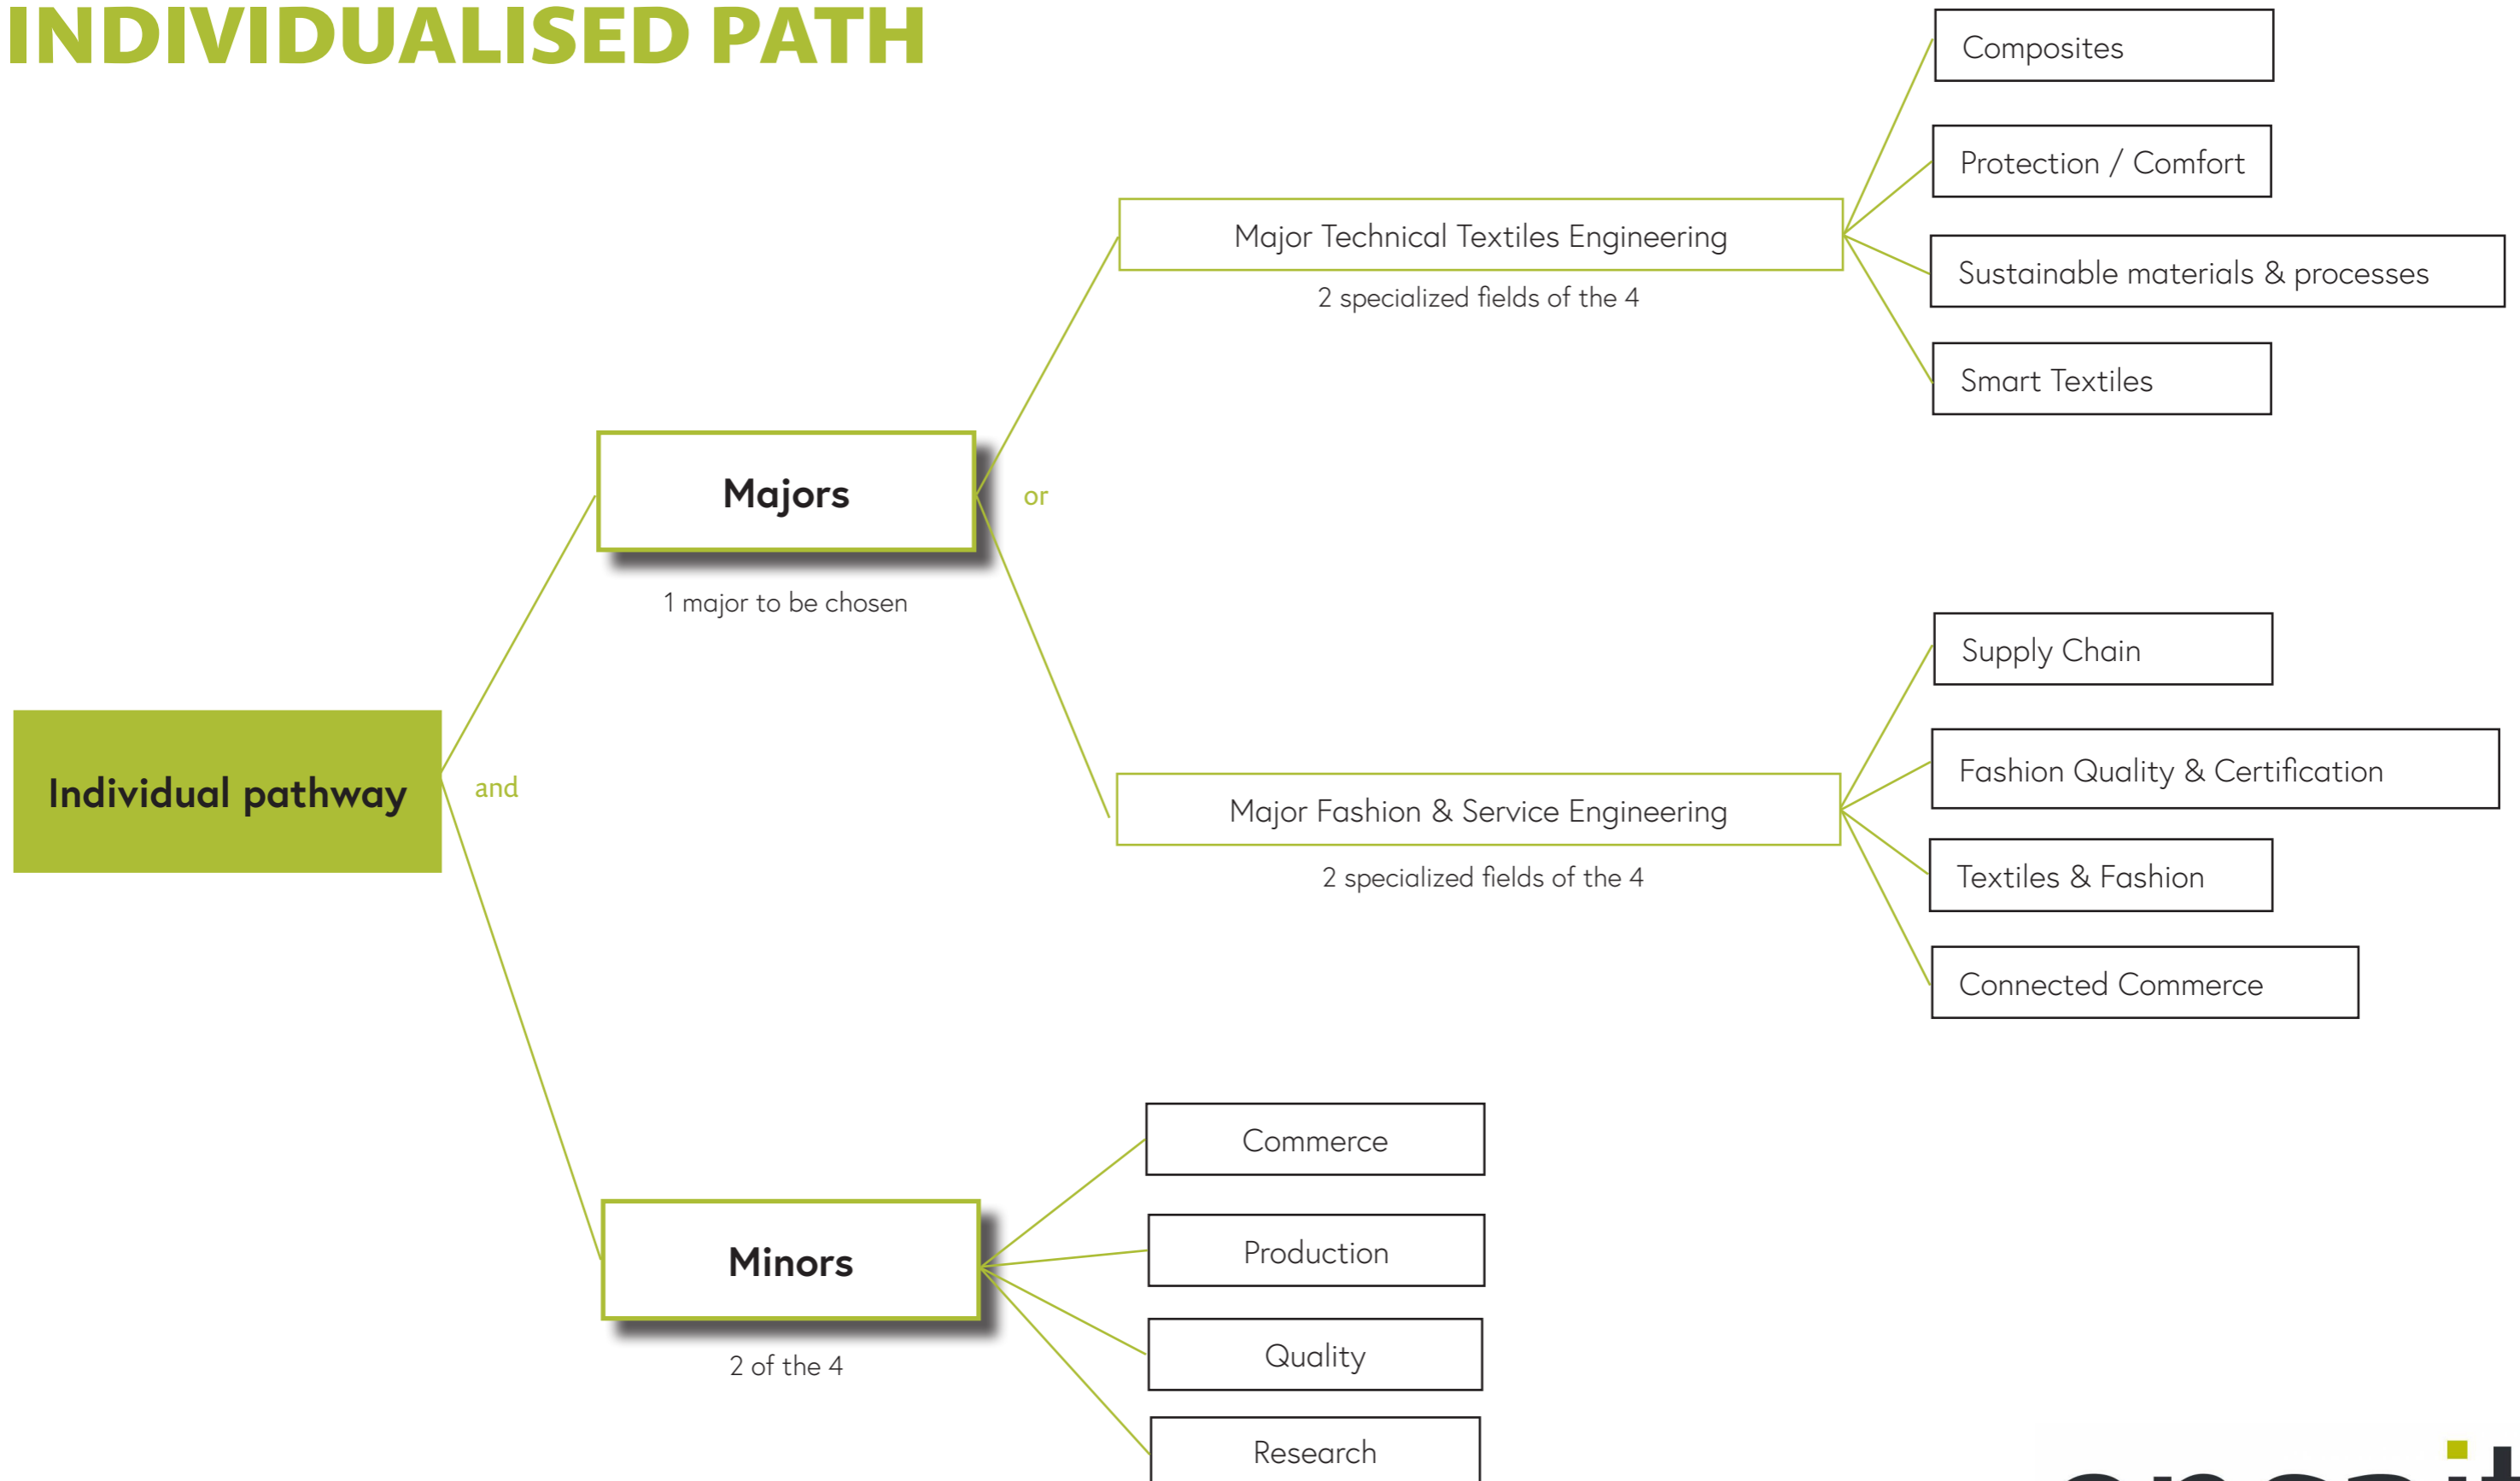 INDIVIDUALISED PATH
Composites
Protection / Comfort
Major Technical Textiles Engineering
2 specialized fields of the 4
Sustainable materials & processes
Smart Textiles
Majors
or
1 major to be chosen
Supply Chain
Individual pathway
and
Major Fashion & Service Engineering
2 specialized fields of the 4
Fashion Quality & Certification
Textiles & Fashion
Connected Commerce
Minors
2 of the 4
Commerce
Production
Quality
Research